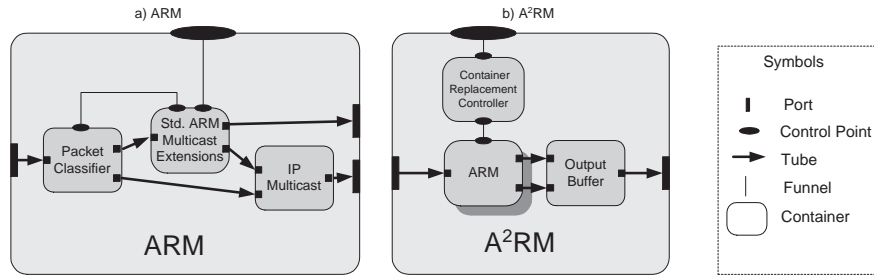 a) ARM
Packet
Classifier
Std. ARM
Multicast
Extensions
IP
Multicast
ARM
b) A²RM
Container
Replacement
Controller
ARM
Output
Buffer
A²RM
Symbols
Port
Control Point
Tube
Funnel
Container